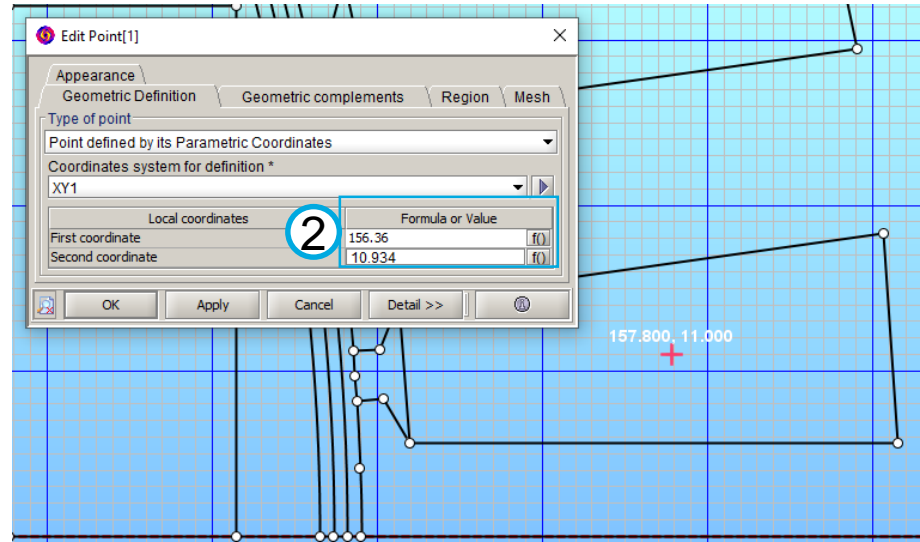 Edit Point[1]
Appearance
Geometric Definition
Geometric complements
Region
Mesh
Type of point
Point defined by its Parametric Coordinates
Coordinates system for definition *
XY1
Local coordinates
Formula or Value
First coordinate
156.36
f()
Second coordinate
10.934
f()
2
OK
Apply
Cancel
Detail >>
157.800, 11.000